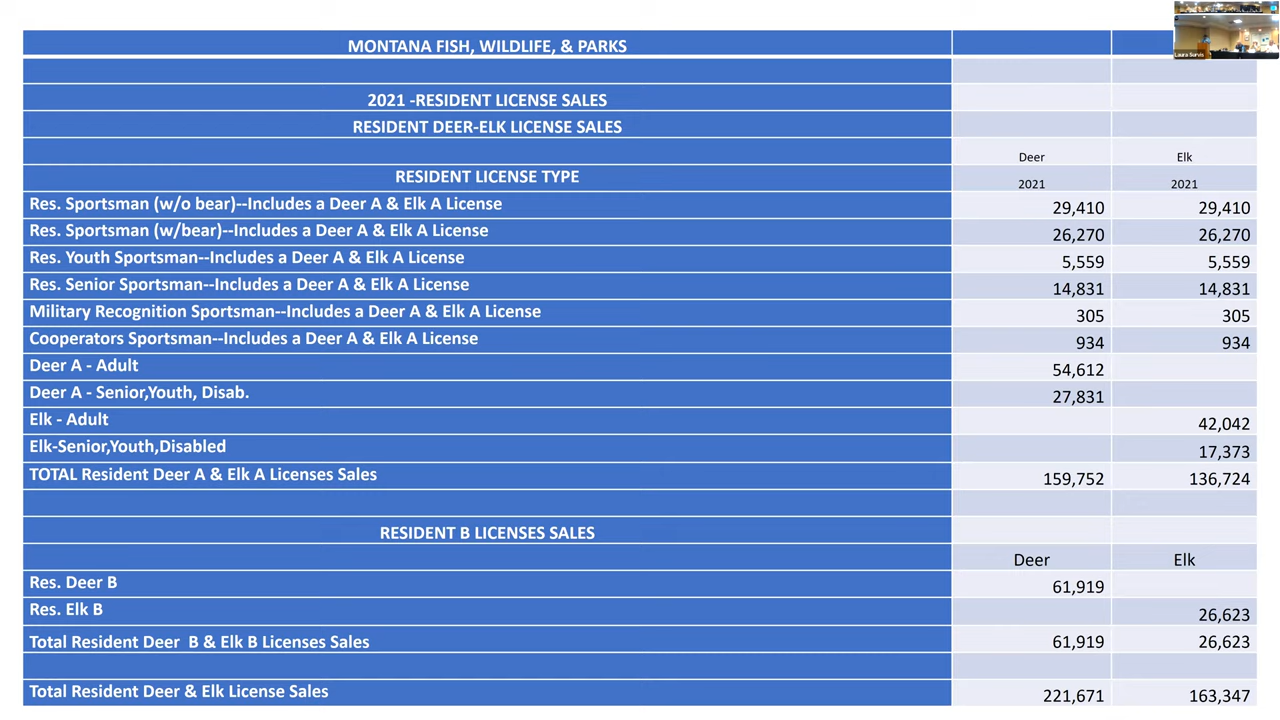 MONTANA FISH, WILDLIFE, & PARKS
2021 -RESIDENT LICENSE SALES
RESIDENT DEER-ELK LICENSE SALES
Deer Elk
RESIDENT LICENSE TYPE 2021 2021
Res. Sportsman (w/o bear)--Includes a Deer A & Elk A License 29,410 29,410
Res. Sportsman (w/bear)--Includes a Deer A & Elk A License 26,270 26,270
Res. Youth Sportsman--Includes a Deer A & Elk A License 5,559 5,559
Res. Senior Sportsman--Includes a Deer A & Elk A License 14,831 14,831
Military Recognition Sportsman--Includes a Deer A & Elk A License 305 305
Cooperators Sportsman--Includes a Deer A & Elk A License 934 934
Deer A - Adult 54,612
Deer A - Senior,Youth, Disab. 27,831
Elk - Adult 42,042
Elk-Senior,Youth,Disabled 17,373
TOTAL Resident Deer A & Elk A Licenses Sales 159,752 136,724
RESIDENT B LICENSES SALES
Deer Elk
Res. Deer B 61,919
Res. Elk B 26,623
Total Resident Deer  B & Elk B Licenses Sales 61,919 26,623
Total Resident Deer & Elk License Sales 221,671 163,347